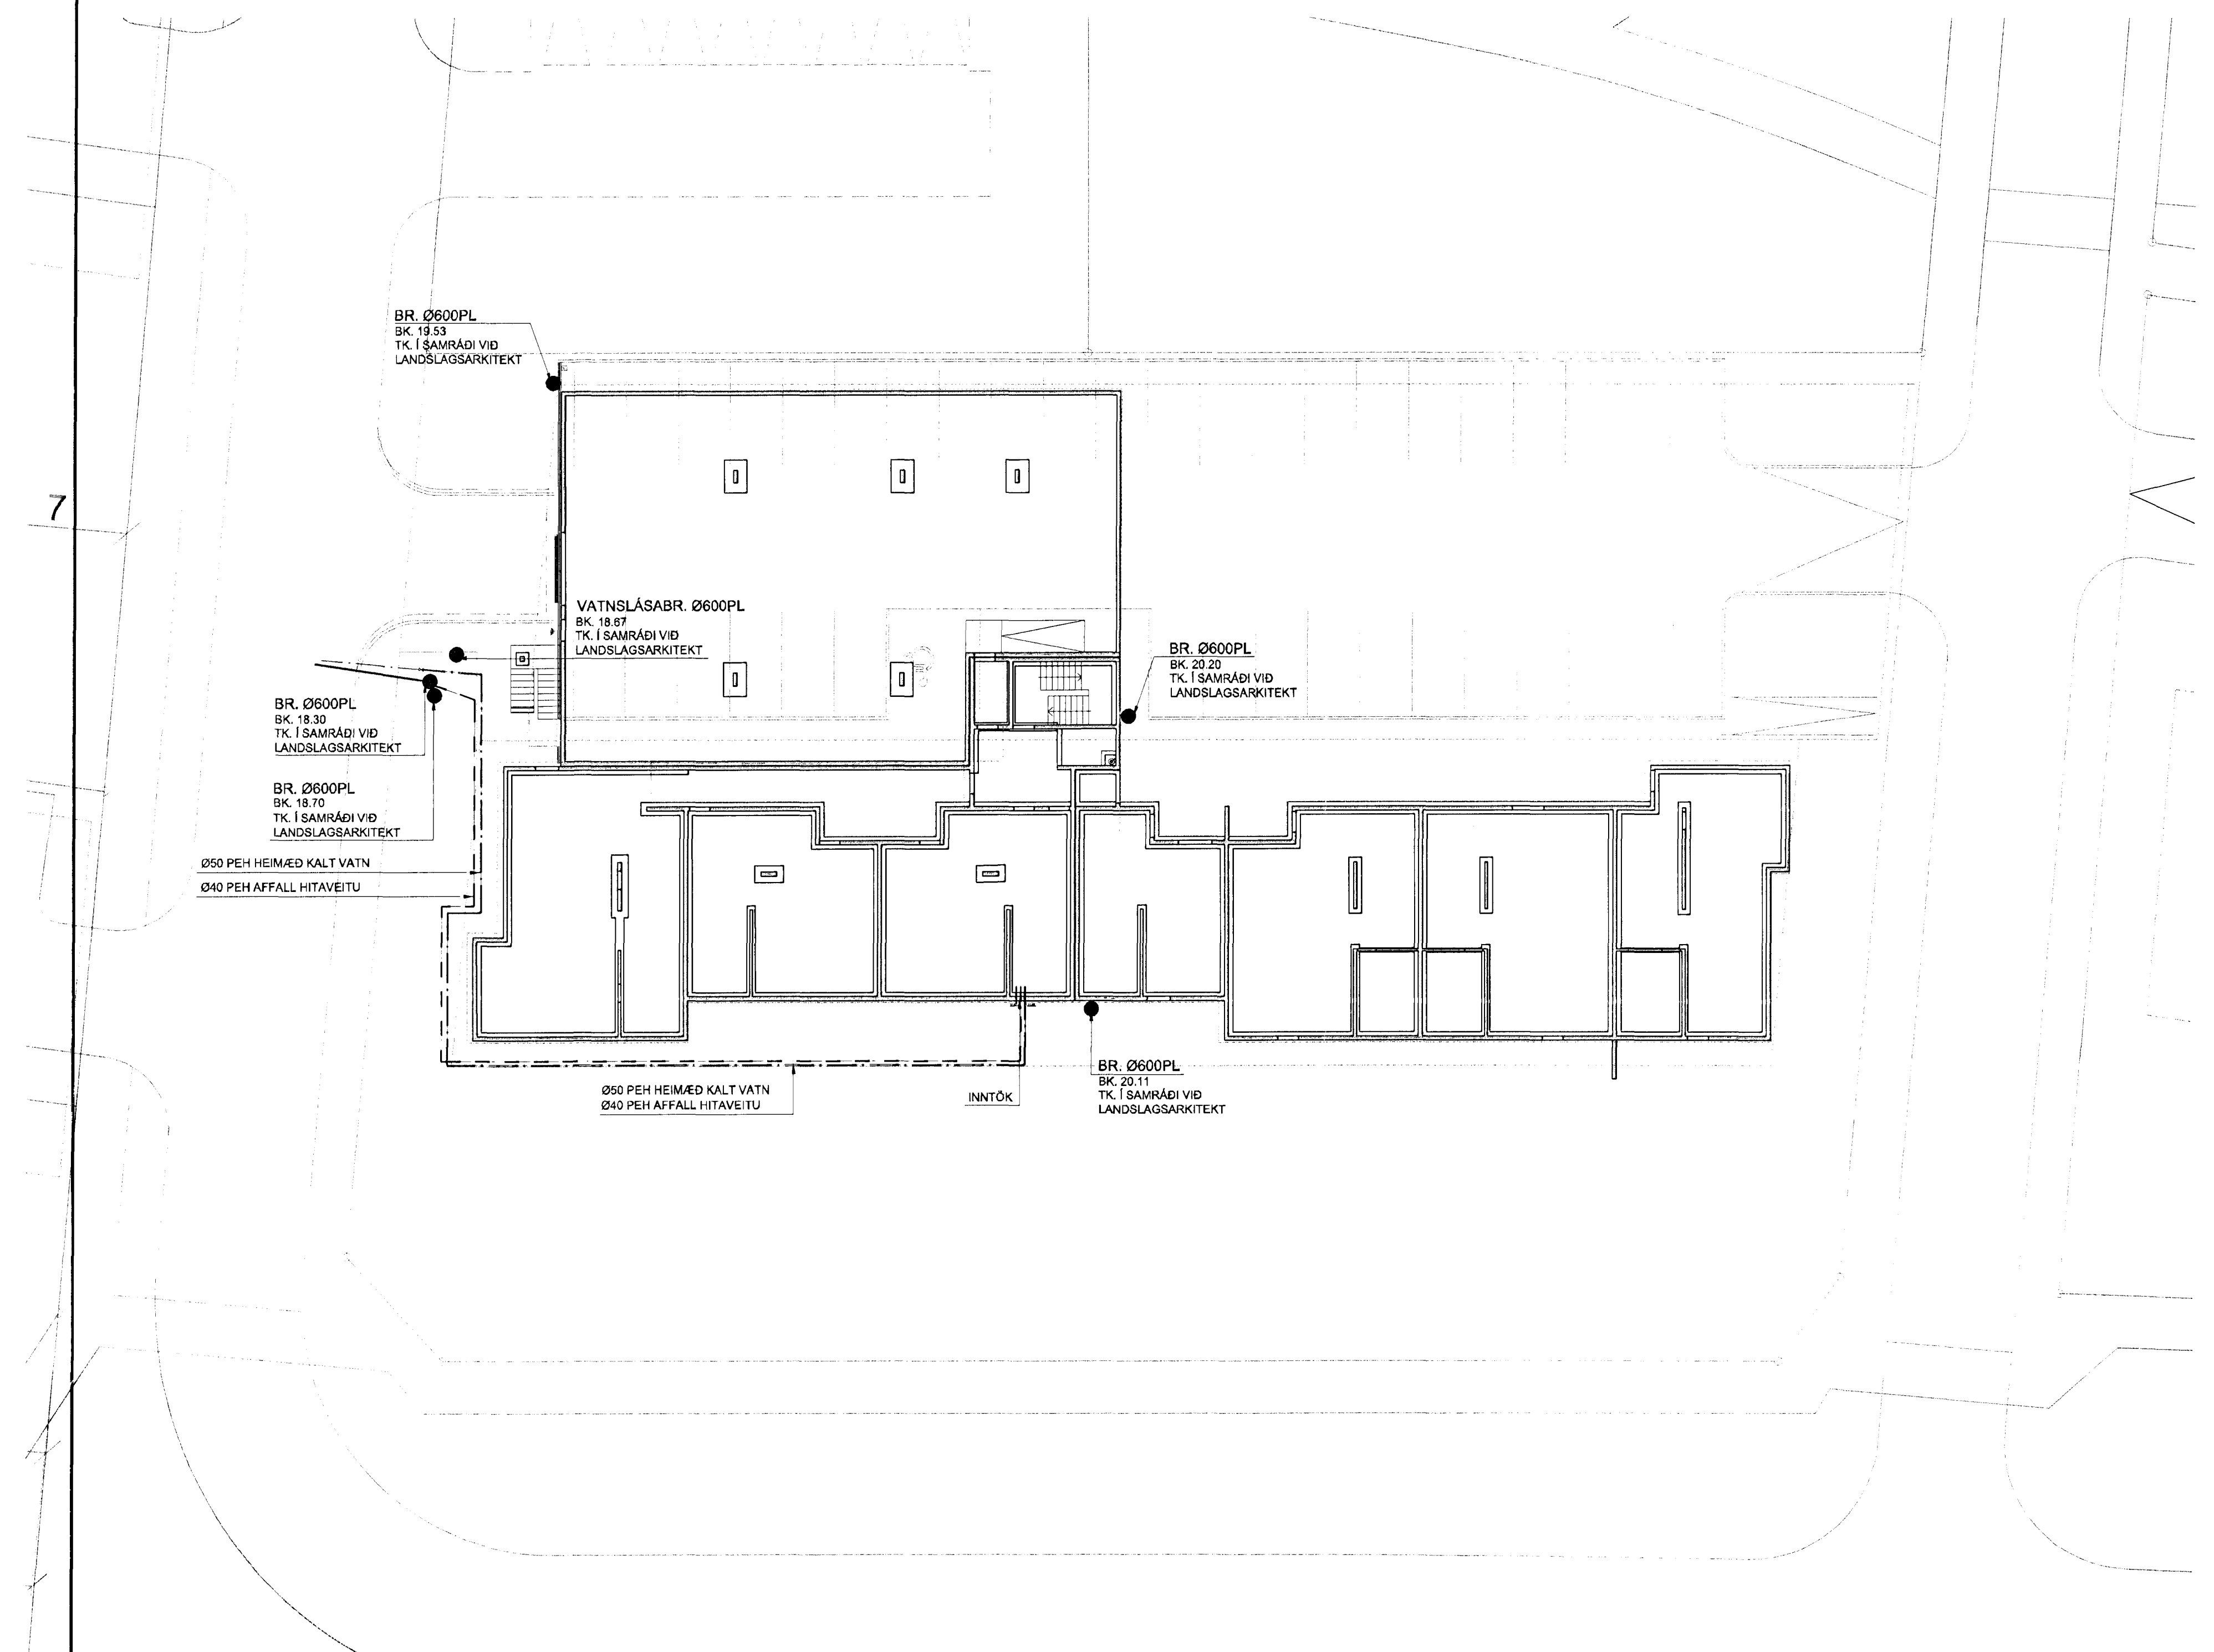 BR. Ø600PL
BK. 19.53
TK. Í SAMRÁÐI VIÐ
LANDSLAGSARKITEKT
7
VATNSLÁSABR. Ø600PL
BK. 18.67
TK. Í SAMRÁÐI VIÐ
LANDSLAGSARKITEKT
BR. Ø600PL
BK. 20.20
TK. Í SAMRÁÐI VIÐ
LANDSLAGSARKITEKT
BR. Ø600PL
BK. 18.30
TK. Í SAMRÁÐI VIÐ
LANDSLAGSARKITEKT
BR. Ø600PL
BK. 18.70
TK. Í SAMRÁÐI VIÐ
LANDSLAGSARKITEKT
Ø50 PEH HEIMÆÐ KALT VATN
Ø40 PEH AFFALL HITAVEITU
Ø50 PEH HEIMÆÐ KALT VATN
Ø40 PEH AFFALL HITAVEITU
INNTÖK
BR. Ø600PL
BK. 20.11
TK. Í SAMRÁÐI VIÐ
LANDSLAGSARKITEKT